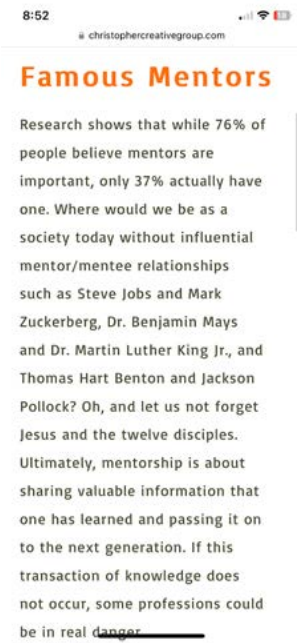 8:52
christophercreativegroup.com
Famous Mentors
Research shows that while 76% of
people believe mentors are
important, only 37% actually have
one. Where would we be as a
society today without influential
mentor/mentee relationships
such as Steve Jobs and Mark
Zuckerberg, Dr. Benjamin Mays
and Dr. Martin Luther King Jr., and
Thomas Hart Benton and Jackson
Pollock? Oh, and let us not forget
Jesus and the twelve disciples.
Ultimately, mentorship is about
sharing valuable information that
one has learned and passing it on
to the next generation. If this
transaction of knowledge does
not occur, some professions could
be in real danger